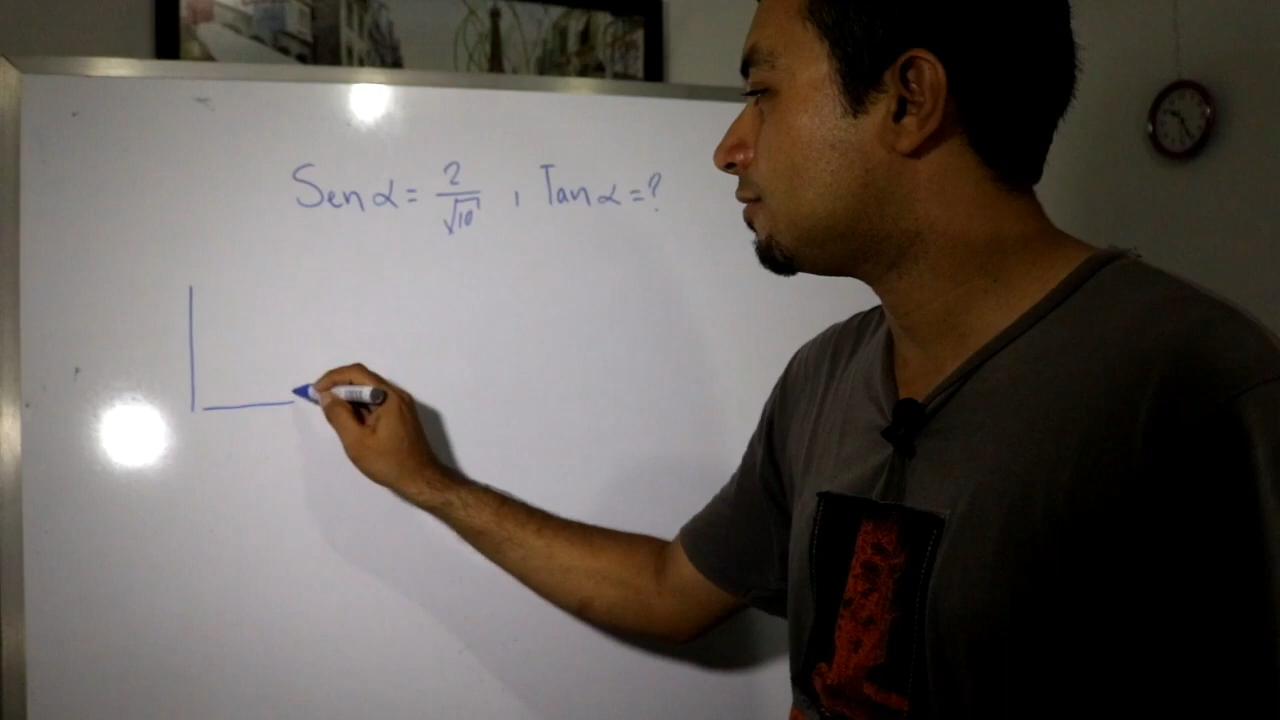 Sen α = 2/√10 , Tan α = ?